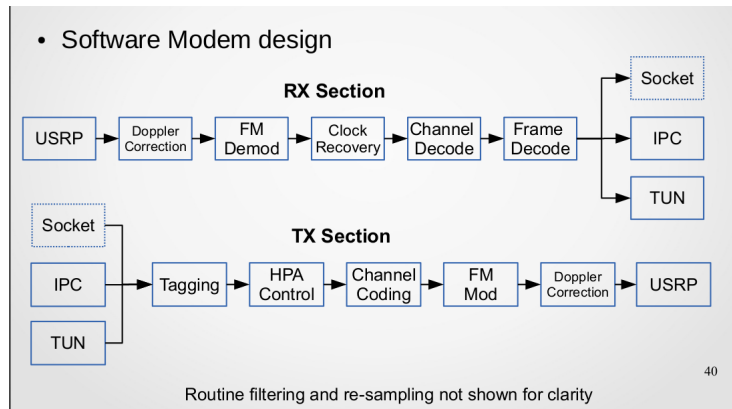 • Software Modem design
RX Section
Socket
USRP
Doppler
Correction
FM
Demod
Clock
Recovery
Channel
Decode
Frame
Decode
IPC
TUN
TX Section
Socket
IPC
TUN
Tagging
HPA
Control
Channel
Coding
FM
Mod
Doppler
Correction
USRP
40
Routine filtering and re-sampling not shown for clarity